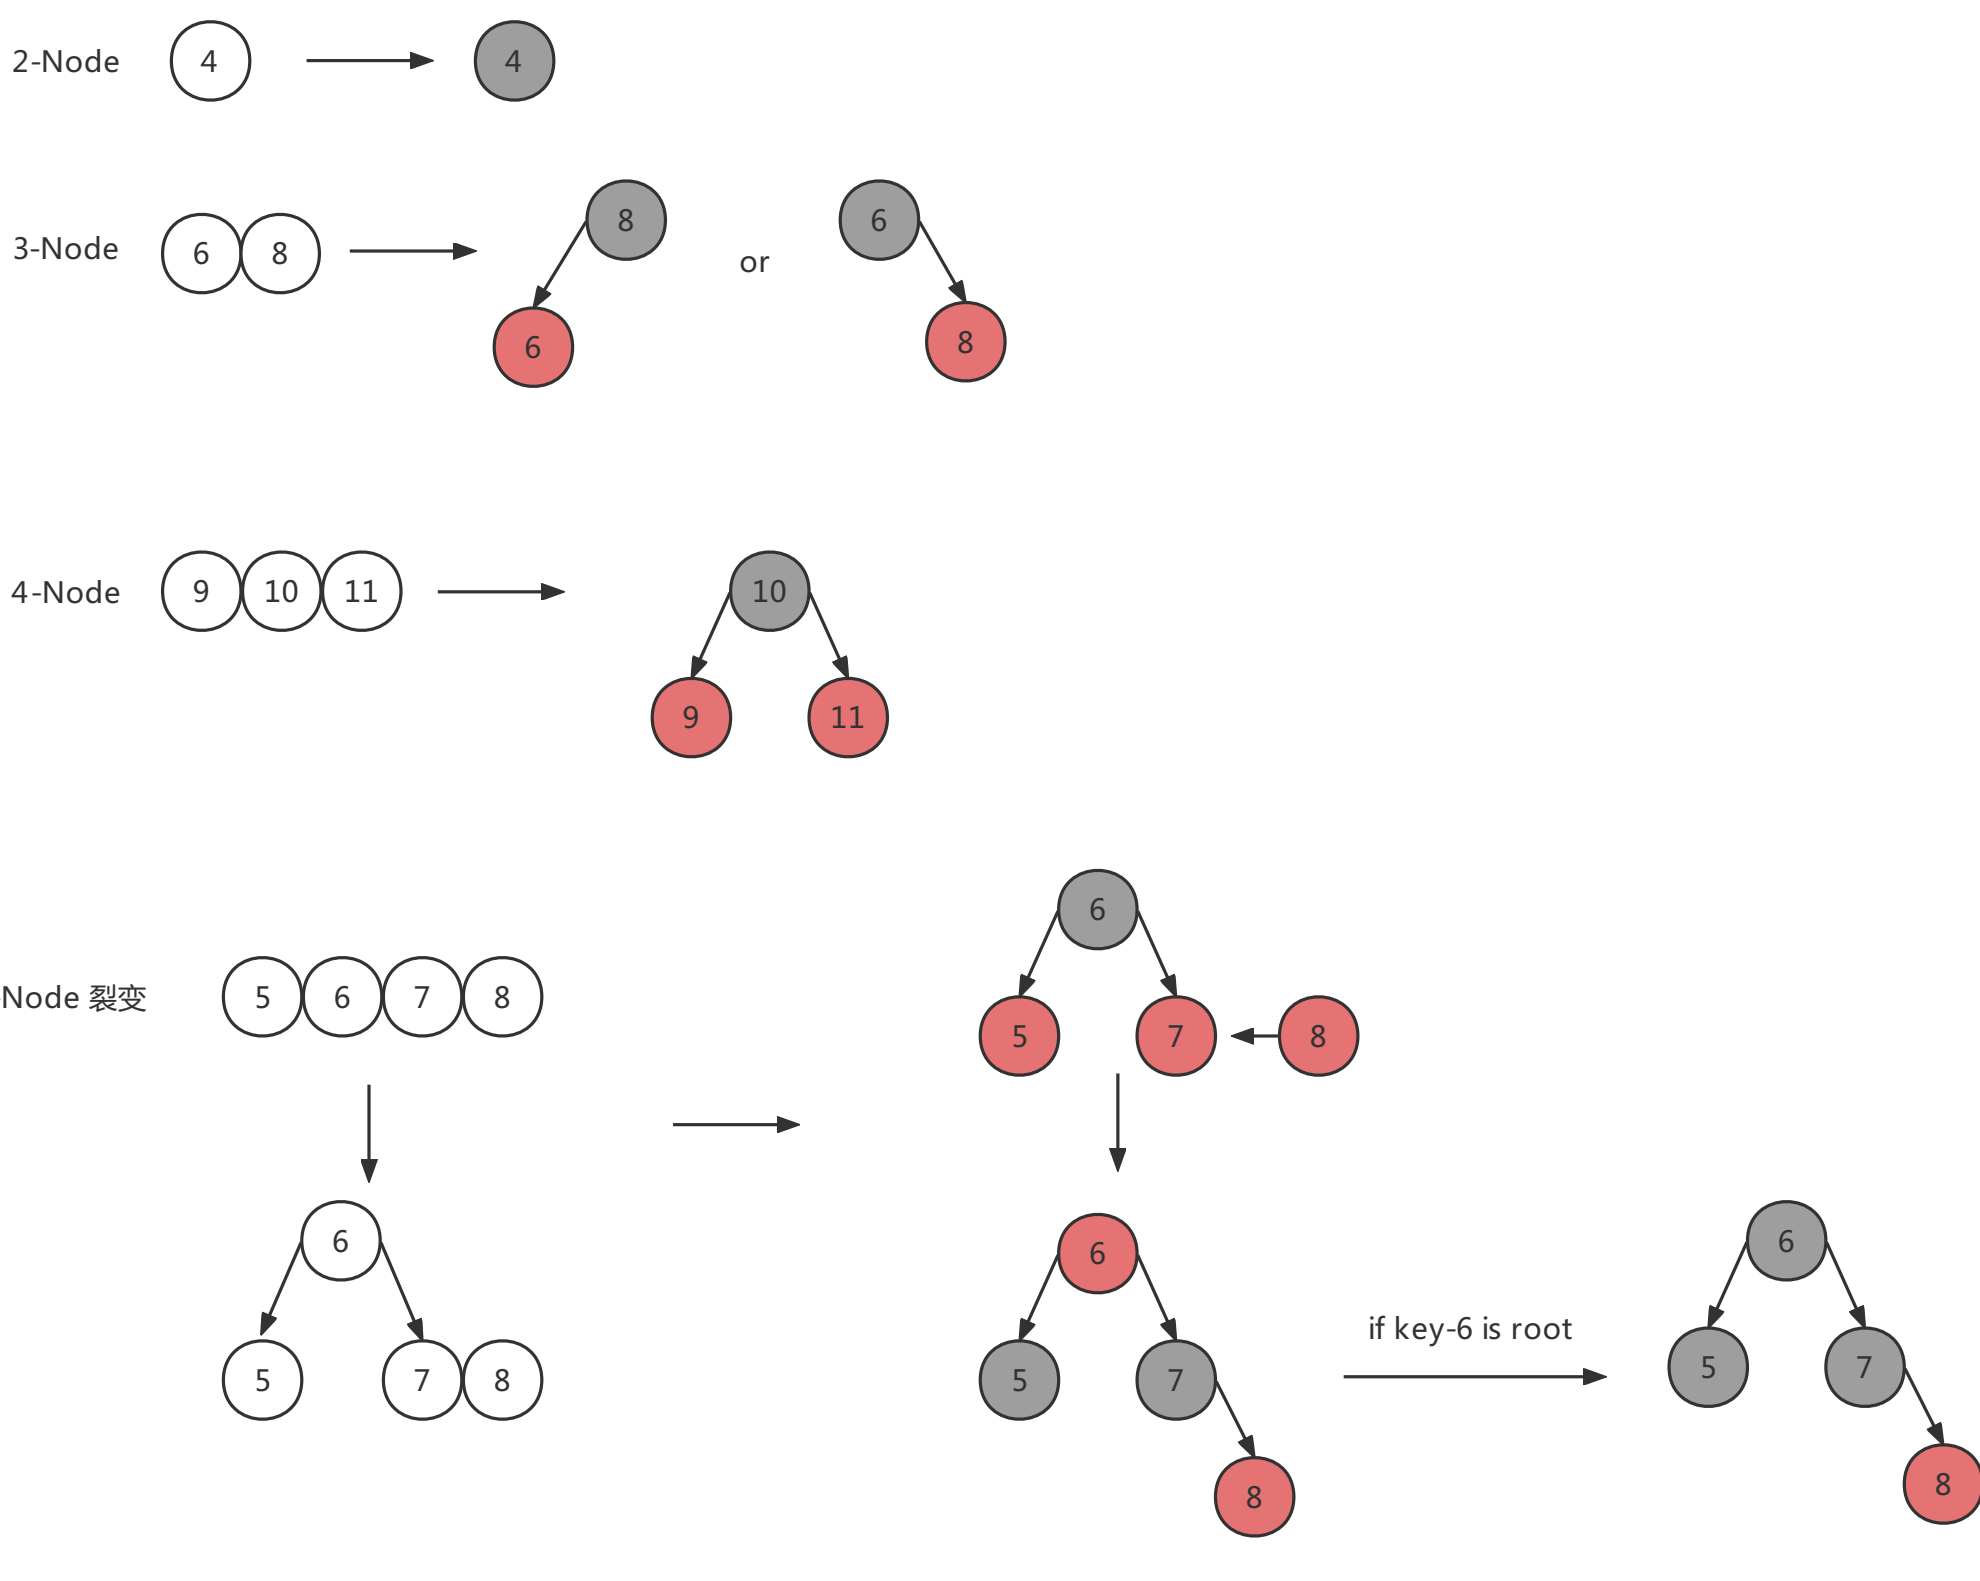 2-Node 4 4
8 6
3-Node 6 8 or
6 8
4-Node 9 10 11 10
9 11
6
Node 裂变 5 6 7 8
5 7 8
6 6 6
if key-6 is root
5 7 8 5 7 5 7
8 8